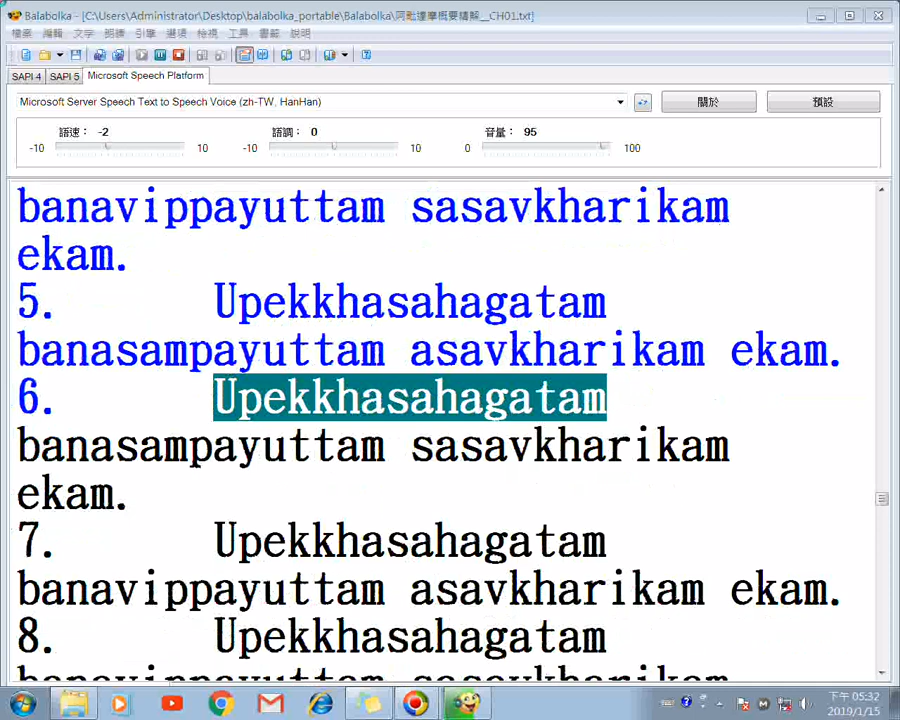 Balabolka - [C:\Users\Administrator\Desktop\balabolka_portable\Balabolka\阿毗達摩概要精解__CH01.txt]
檔案 編輯 文字 朗讀 引擎 選項 檢視 工具 書籤 說明
SAPI 4 SAPI 5 Microsoft Speech Platform
Microsoft Server Speech Text to Speech Voice (zh-TW, HanHan) 關於 預設
語速： -2 語調： 0 音量： 95
-10 10 -10 10 0 100
banavippayuttam sasavkharikam
ekam.
5. Upekkhasahagatam
banasampayuttam asavkharikam ekam.
6. Upekkhasahagatam
banasampayuttam sasavkharikam
ekam.
7. Upekkhasahagatam
banavippayuttam asavkharikam ekam.
8. Upekkhasahagatam
banavippayuttam sasavkharikam
下午 05:32
2019/1/15